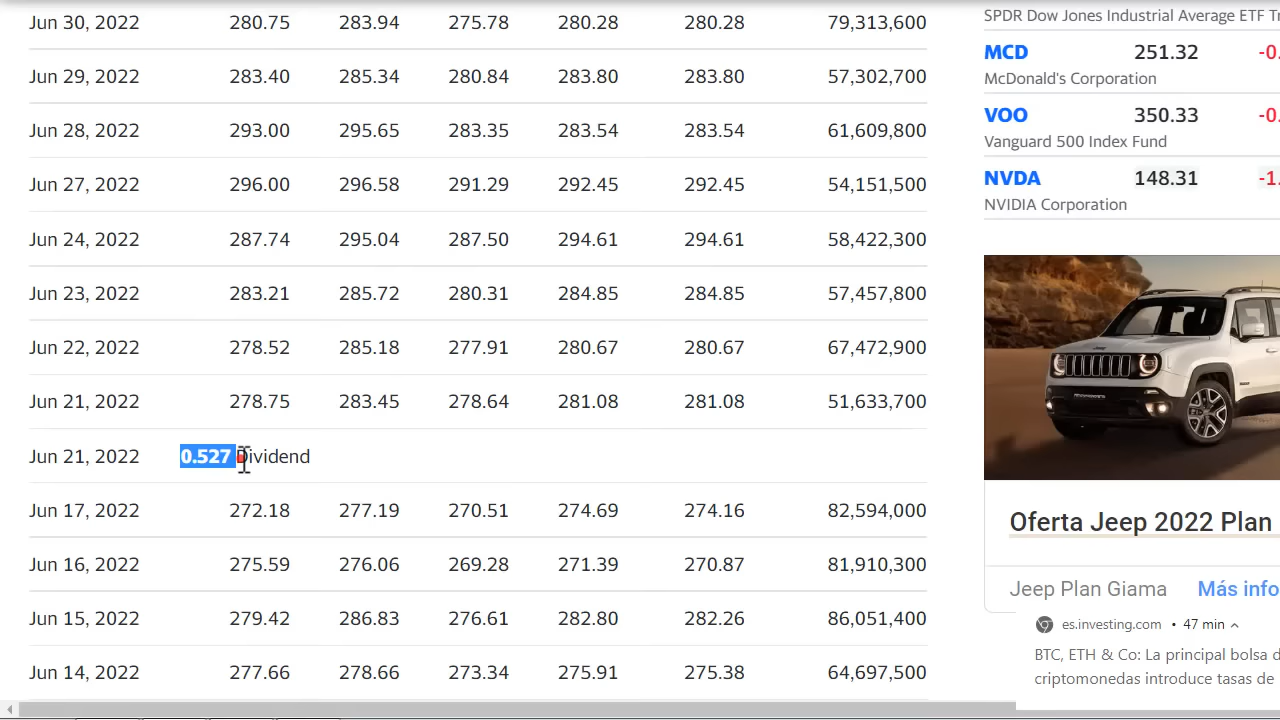 Jun 30, 2022 280.75 283.94 275.78 280.28 280.28 79,313,600
Jun 29, 2022 283.40 285.34 280.84 283.80 283.80 57,302,700
Jun 28, 2022 293.00 295.65 283.35 283.54 283.54 61,609,800
Jun 27, 2022 296.00 296.58 291.29 292.45 292.45 54,151,500
Jun 24, 2022 287.74 295.04 287.50 294.61 294.61 58,422,300
Jun 23, 2022 283.21 285.72 280.31 284.85 284.85 57,457,800
Jun 22, 2022 278.52 285.18 277.91 280.67 280.67 67,472,900
Jun 21, 2022 278.75 283.45 278.64 281.08 281.08 51,633,700
Jun 21, 2022 0.527 Dividend
Jun 17, 2022 272.18 277.19 270.51 274.69 274.16 82,594,000
Jun 16, 2022 275.59 276.06 269.28 271.39 270.87 81,910,300
Jun 15, 2022 279.42 286.83 276.61 282.80 282.26 86,051,400
Jun 14, 2022 277.66 278.66 273.34 275.91 275.38 64,697,500
SPDR Dow Jones Industrial Average ETF T
MCD 251.32 -0.
McDonald's Corporation
VOO 350.33 -0.
Vanguard 500 Index Fund
NVDA 148.31 -1.
NVIDIA Corporation
Oferta Jeep 2022 Plan
Jeep Plan Giama Más info
es.investing.com • 47 min
BTC, ETH & Co: La principal bolsa d
criptomonedas introduce tasas de